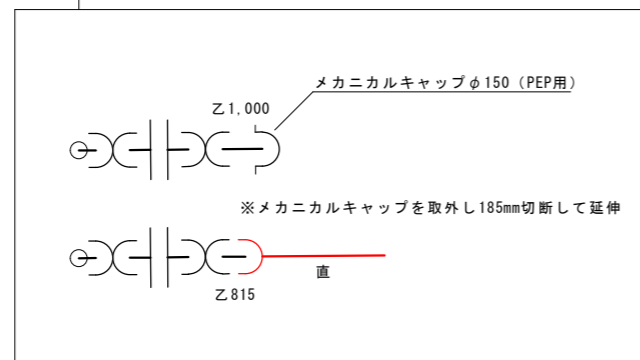 メカニカルキャップφ150（PEP用）
乙1,000
※メカニカルキャップを取外し185mm切断して延伸
直
乙815